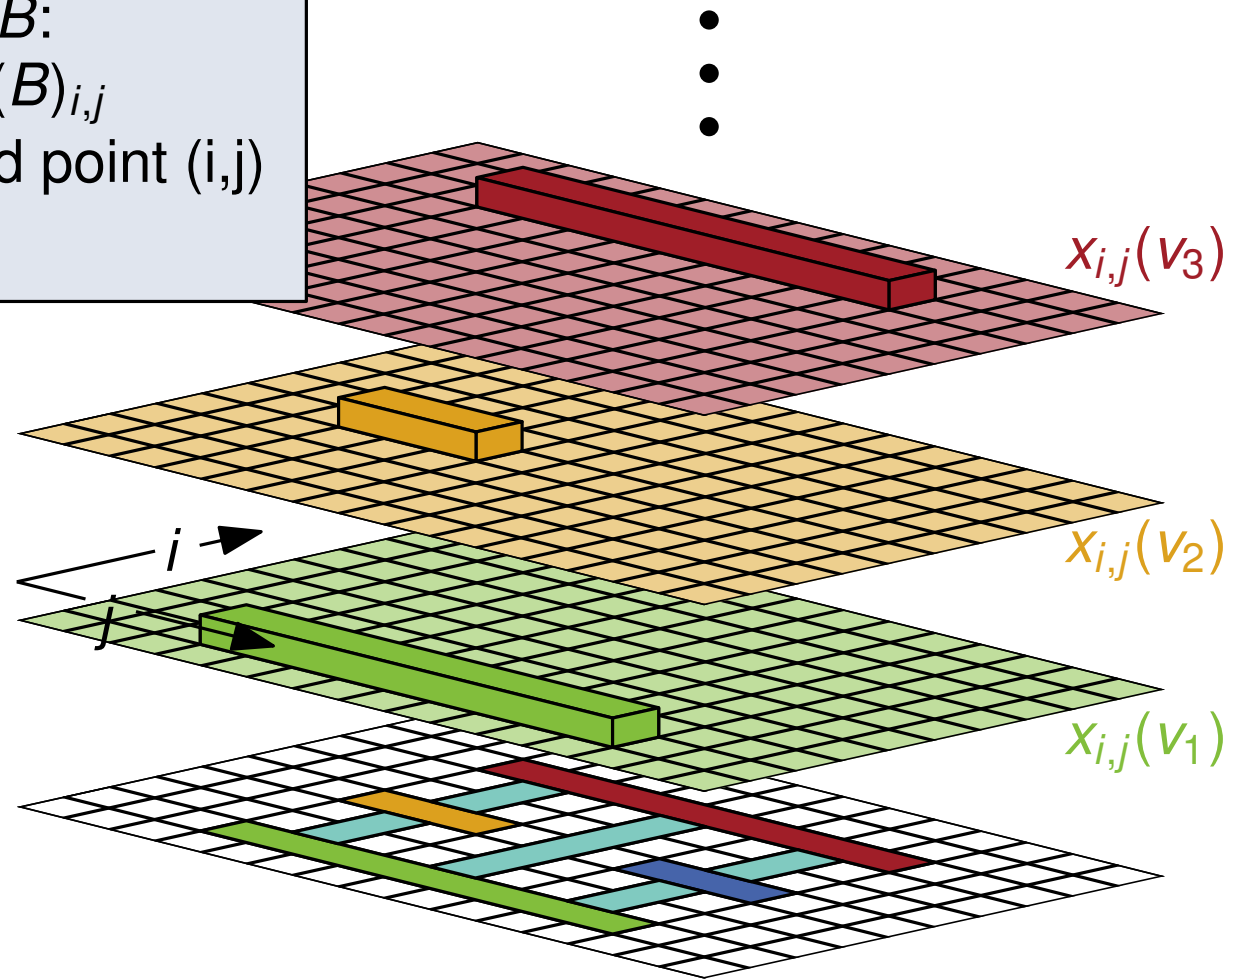 B:
(B)i,j
d point (i,j)
xi,j(v3)
xi,j(v2)
i
j
xi,j(v1)